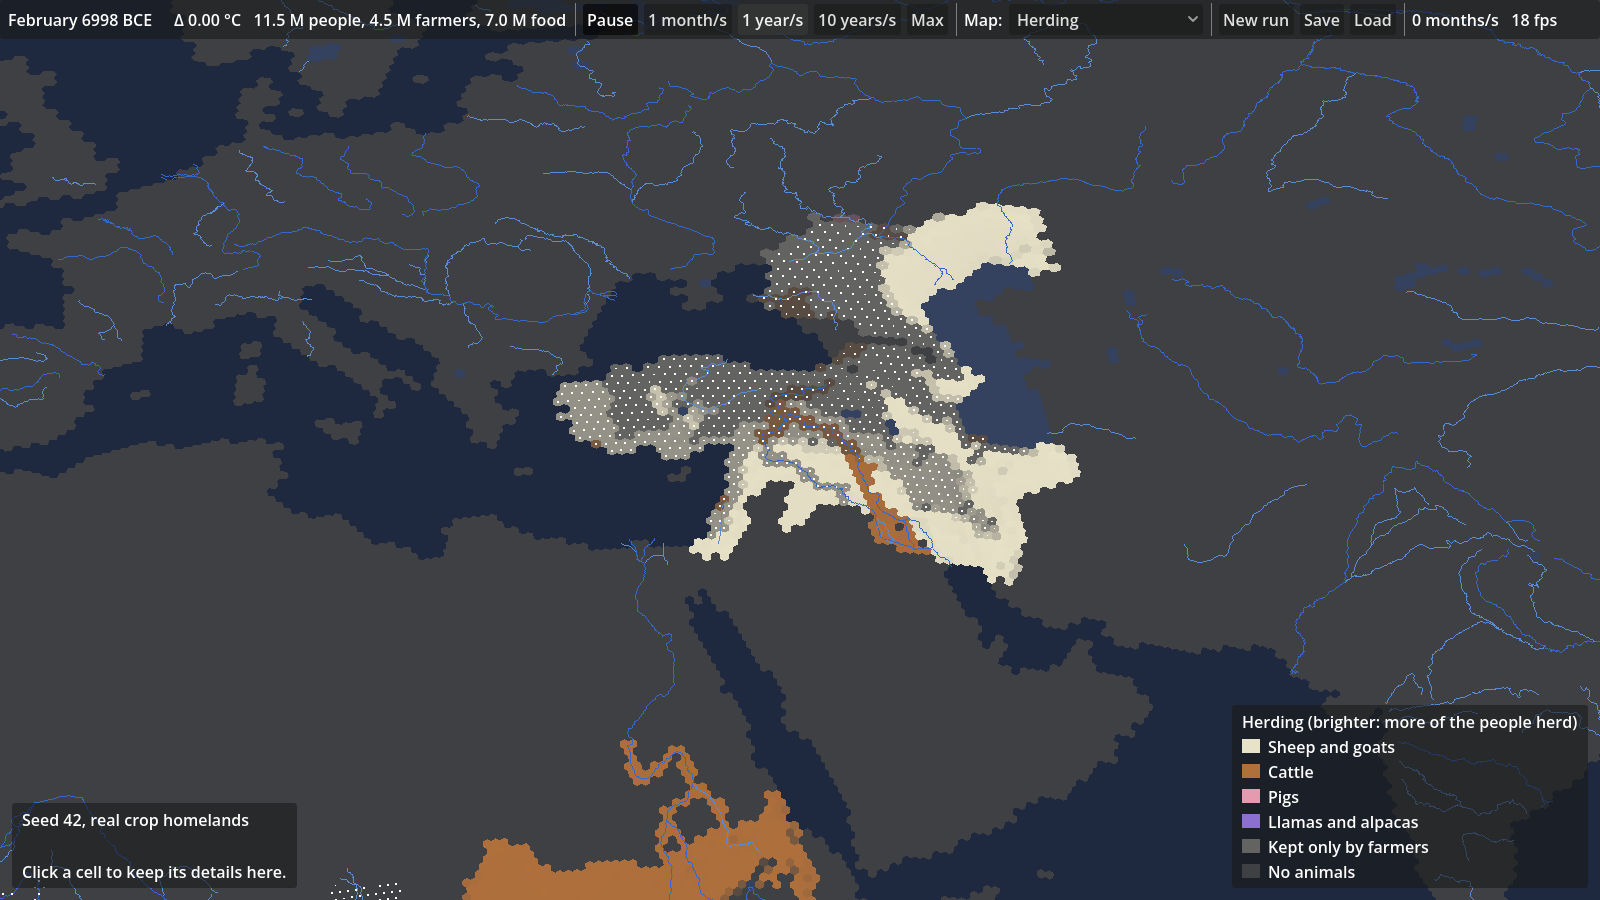 February 6998 BCE Δ 0.00 °C 11.5 M people, 4.5 M farmers, 7.0 M food Pause 1 month/s 1 year/s 10 years/s Max Map: Herding New run Save Load 0 months/s 18 fps
Herding (brighter: more of the people herd)
Sheep and goats
Cattle
Pigs
Llamas and alpacas
Kept only by farmers
No animals
Seed 42, real crop homelands
Click a cell to keep its details here.